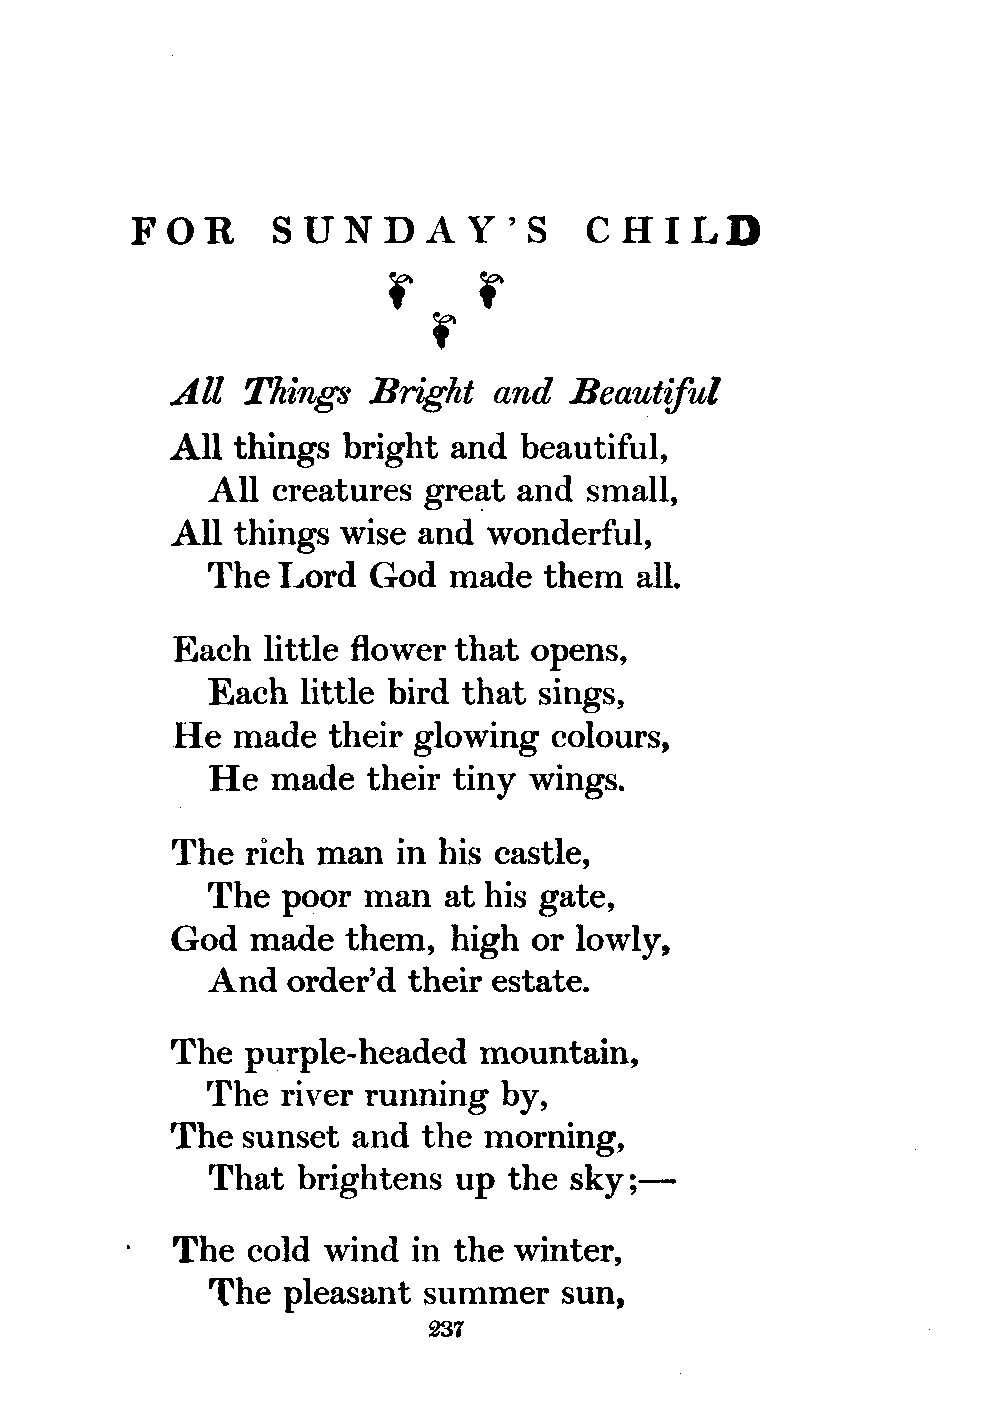 FOR SUNDAY'S CHILD
All Things Bright and Beautiful
All things bright and beautiful,
All creatures great and small,
All things wise and wonderful,
The Lord God made them all.
Each little flower that opens,
Each little bird that sings,
He made their glowing colours,
He made their tiny wings.
The rich man in his castle,
The poor man at his gate,
God made them, high or lowly,
And order'd their estate.
The purple-headed mountain,
The river running by,
The sunset and the morning,
That brightens up the sky;—
The cold wind in the winter,
The pleasant summer sun,
237